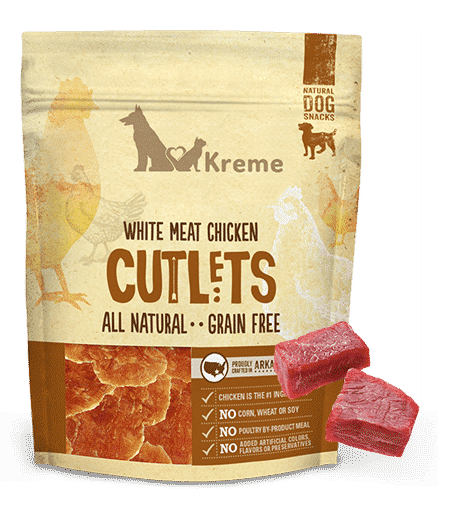 NATURAL
DOG
SNACKS
Kreme
WHITE MEAT CHICKEN
CUTLETS
ALL NATURAL •• GRAIN FREE
PROUDLY
CRAFTED IN
CHICKEN IS THE #1
NO CORN, WHEAT OR SOY
NO POULTRY BY-PRODUCT MEAL
NO ADDED ARTIFICIAL COLORS,
FLAVORS OR PRESERVATIVES